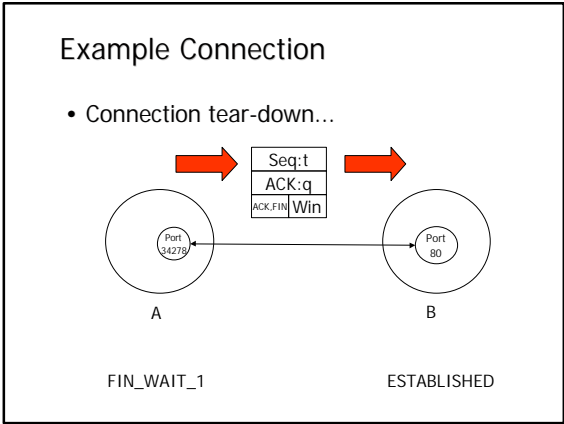 Example Connection
• Connection tear-down...
Seq:t
ACK:q
ACK,FIN Win
Port
34278
Port
80
A
B
FIN_WAIT_1
ESTABLISHED